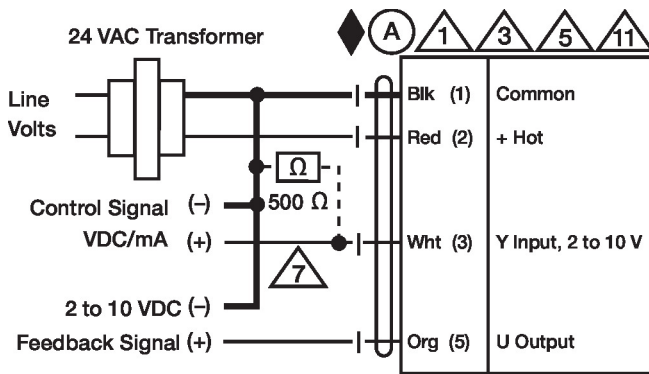 24 VAC Transformer
A 1 3 5 11
Line
Volts
Blk (1) Common
Red (2) + Hot
Ω
500 Ω
Control Signal (-)
VDC/mA (+)
Wht (3) Y Input, 2 to 10 V
7
2 to 10 VDC (-)
Feedback Signal (+)
Org (5) U Output